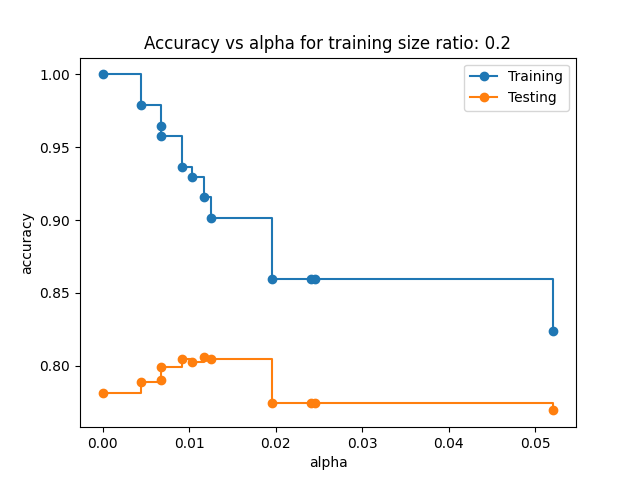 Accuracy vs alpha for training size ratio: 0.2
Training
Testing
accuracy
1.00
0.95
0.90
0.85
0.80
0.00 0.01 0.02 0.03 0.04 0.05
alpha